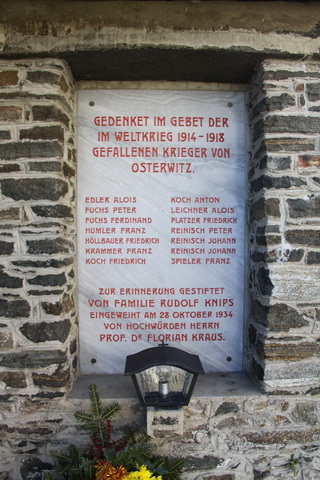 GEDENKET IM GEBET DER
IM WELTKRIEG 1914-1918
GEFALLENEN KRIEGER VON
OSTERWITZ.
EDLER ALOIS
FUCHS PETER
FUCHS FERDINAND
HUMLER FRANZ
HÖLLBAUER FRIEDRICH
KRAMMER FRANZ
KOCH FRIEDRICH
KOCH ANTON
LEICHNER ALOIS
PLATZER FRIEDRICH
REINISCH PETER
REINISCH JOHANN
REINISCH JOHANN
SPIELER FRANZ
ZUR ERINNERUNG GESTIFTET
VON FAMILIE RUDOLF KNIPS
EINGEWEIHT AM 28 OKTOBER 1934
VON HOCHWÜRDEN HERRN
PROF. DR FLORIAN KRAUS.